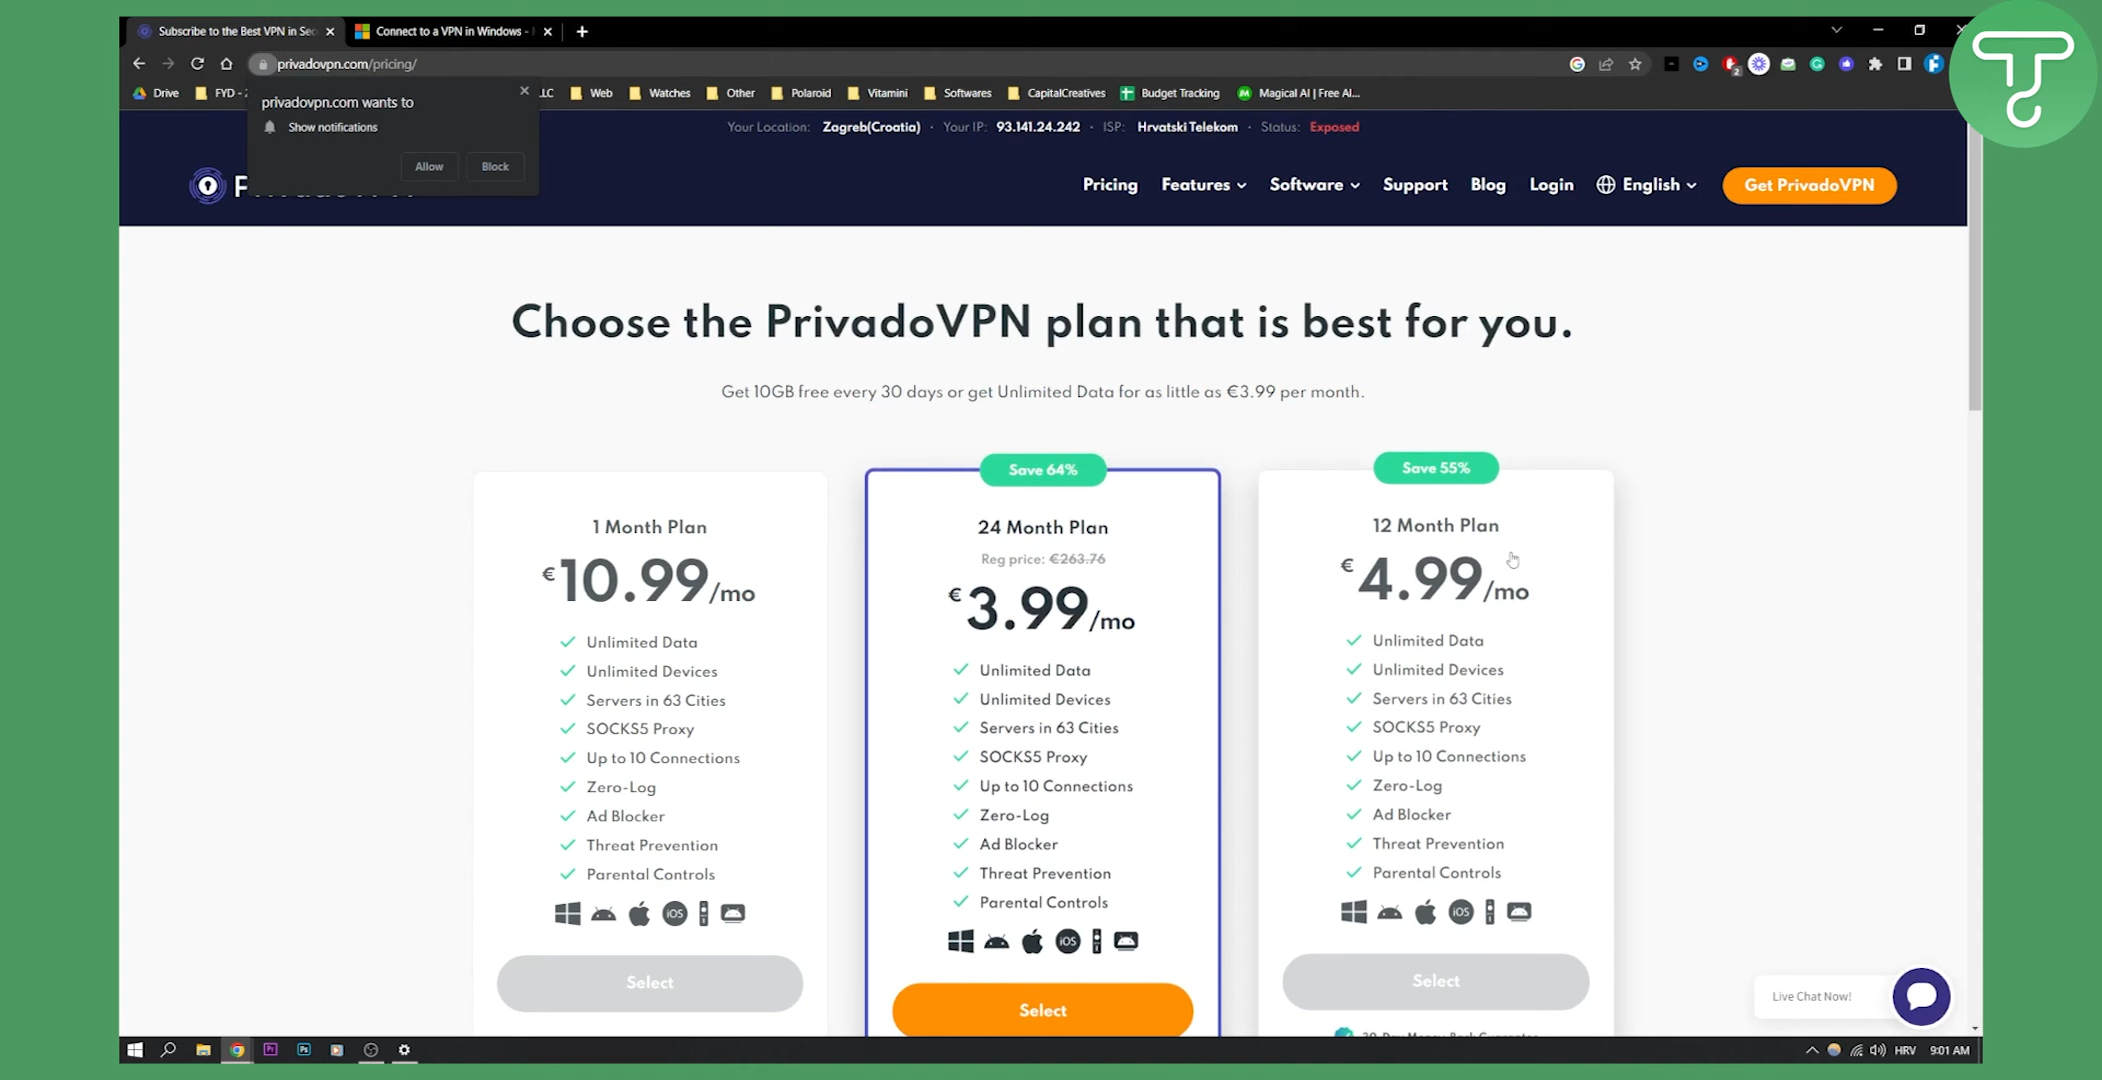 Subscribe to the Best VPN in Sec
Connect to a VPN in Windows -
privadovpn.com/pricing/
Drive
FYD -
LLC
Web
Watches
Other
Polaroid
Vitamini
Softwares
CapitalCreatives
Budget Tracking
Magical AI | Free AI...
privadovpn.com wants to
Show notifications
Allow
Block
Your Location: Zagreb(Croatia) · Your IP: 93.141.24.242 · ISP: Hrvatski Telekom · Status: Exposed
Pricing
Features
Software
Support
Blog
Login
English
Get PrivadoVPN
Choose the PrivadoVPN plan that is best for you.
Get 10GB free every 30 days or get Unlimited Data for as little as €3.99 per month.
1 Month Plan
€10.99/mo
Unlimited Data
Unlimited Devices
Servers in 63 Cities
SOCKS5 Proxy
Up to 10 Connections
Zero-Log
Ad Blocker
Threat Prevention
Parental Controls
iOS
Select
Save 64%
24 Month Plan
Reg price: €263.76
€3.99/mo
Unlimited Data
Unlimited Devices
Servers in 63 Cities
SOCKS5 Proxy
Up to 10 Connections
Zero-Log
Ad Blocker
Threat Prevention
Parental Controls
iOS
Select
Save 55%
12 Month Plan
€4.99/mo
Unlimited Data
Unlimited Devices
Servers in 63 Cities
SOCKS5 Proxy
Up to 10 Connections
Zero-Log
Ad Blocker
Threat Prevention
Parental Controls
iOS
Select
Live Chat Now!
Pr
Ps
HRV
9:01 AM